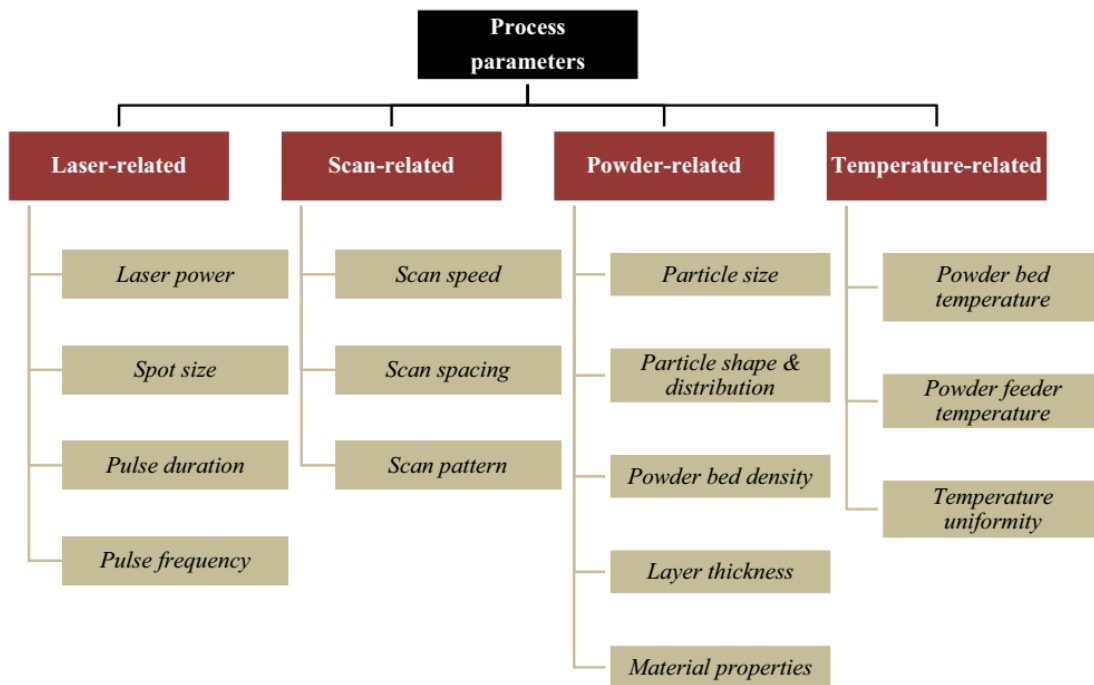 Process
parameters
Laser-related
Scan-related
Powder-related
Temperature-related
Laser power
Spot size
Pulse duration
Pulse frequency
Scan speed
Scan spacing
Scan pattern
Particle size
Particle shape &
distribution
Powder bed density
Layer thickness
Material properties
Powder bed
temperature
Powder feeder
temperature
Temperature
uniformity